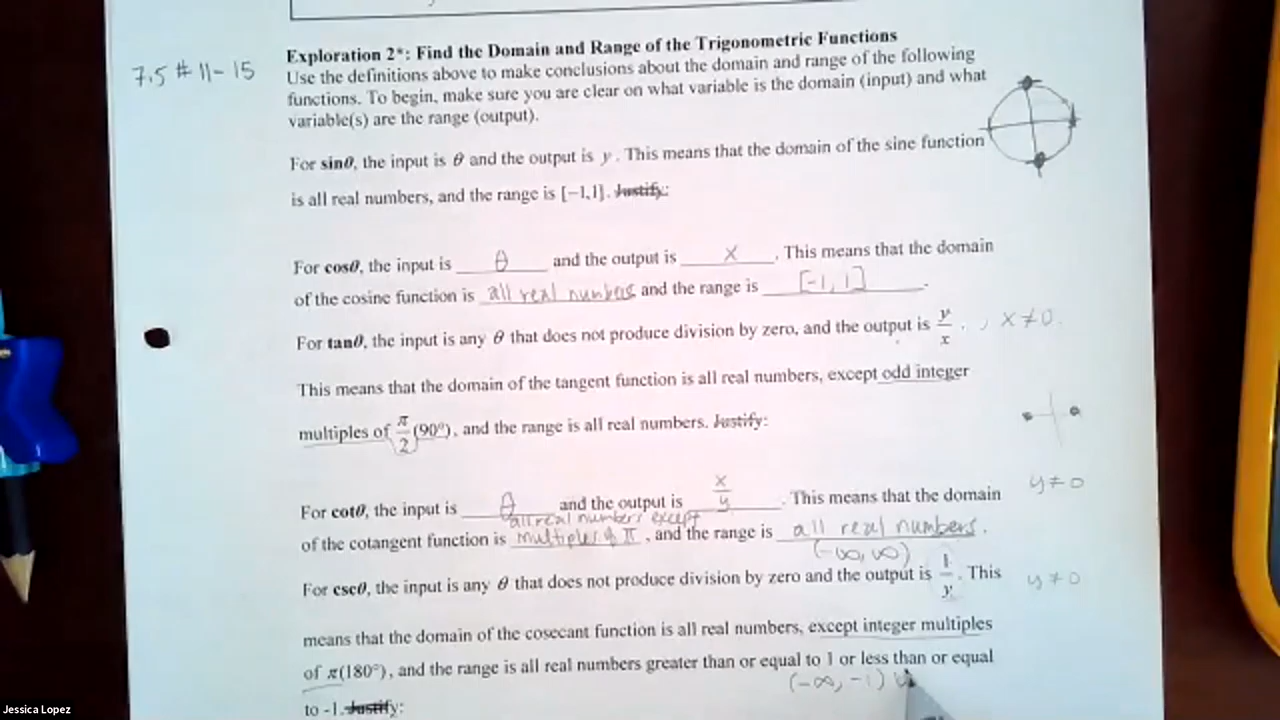 7.5 # 11-15
Exploration 2*: Find the Domain and Range of the Trigonometric Functions
Use the definitions above to make conclusions about the domain and range of the following
functions. To begin, make sure you are clear on what variable is the domain (input) and what
variable(s) are the range (output).
For sinθ, the input is θ and the output is y. This means that the domain of the sine function
is all real numbers, and the range is [−1,1]. Justify:
For cosθ, the input is θ and the output is x. This means that the domain
of the cosine function is all real numbers and the range is [-1, 1].
For tanθ, the input is any θ that does not produce division by zero, and the output is y/x. , x≠0.
This means that the domain of the tangent function is all real numbers, except odd integer
multiples of π/2 (90°), and the range is all real numbers. Justify:
For cotθ, the input is θ and the output is x/y. This means that the domain y≠0
all real numbers except
of the cotangent function is multiples of π, and the range is all real numbers.
(-∞, ∞)
For cscθ, the input is any θ that does not produce division by zero and the output is 1/y. This y≠0
means that the domain of the cosecant function is all real numbers, except integer multiples
of π(180°), and the range is all real numbers greater than or equal to 1 or less than or equal
(-∞, -1) ∪
to -1. Justify:
Jessica Lopez